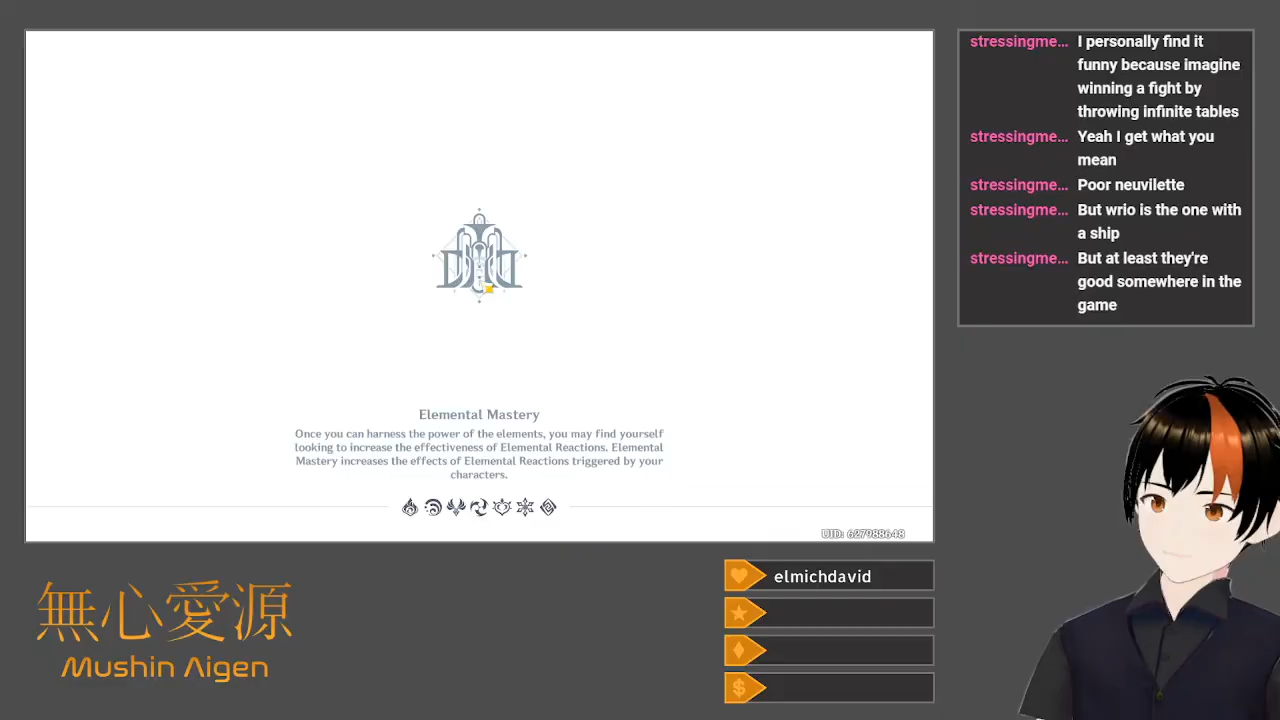 stressingme... I personally find it
funny because imagine
winning a fight by
throwing infinite tables
stressingme... Yeah I get what you
mean
stressingme... Poor neuvilette
stressingme... But wrio is the one with
a ship
stressingme... But at least they're
good somewhere in the
game
Elemental Mastery
Once you can harness the power of the elements, you may find yourself
looking to increase the effectiveness of Elemental Reactions. Elemental
Mastery increases the effects of Elemental Reactions triggered by your
characters.
UID: 627988648
無心愛源
Mushin Aigen
elmichdavid